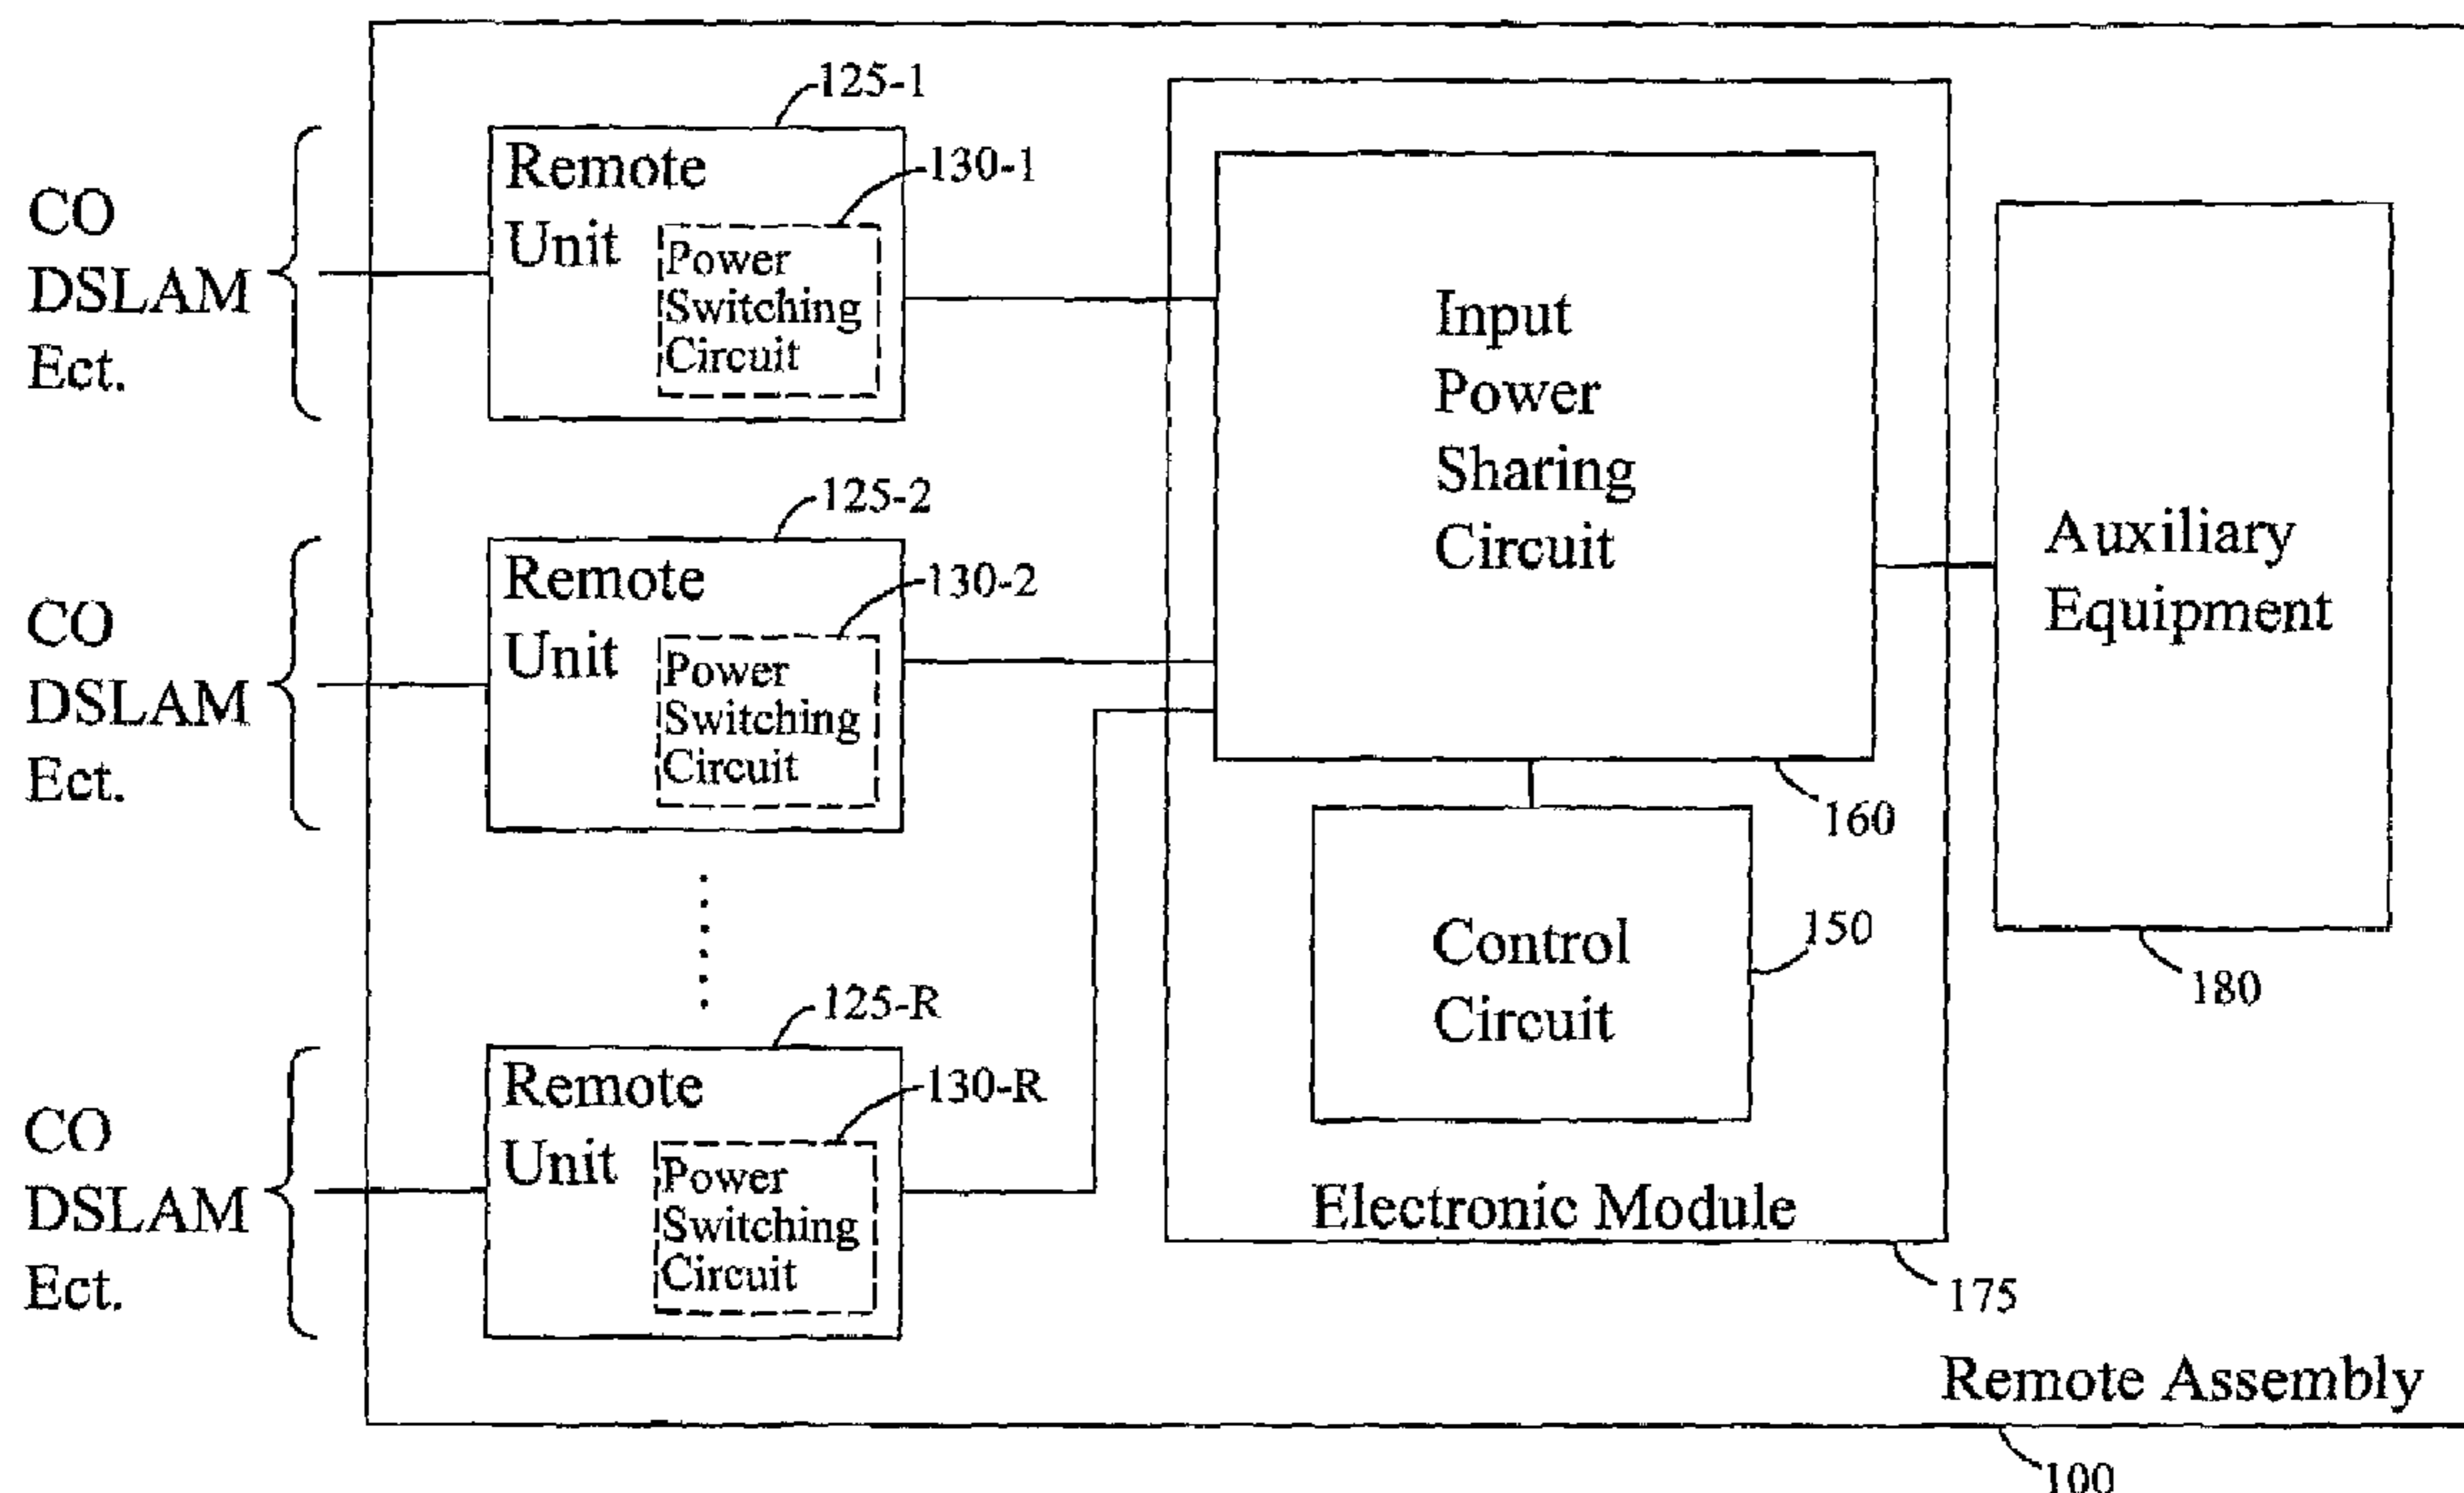 CO
DSLAM
Ect.
125-1
Remote
Unit
130-1
Power
Switching
Circuit
CO
DSLAM
Ect.
125-2
Remote
Unit
130-2
Power
Switching
Circuit
CO
DSLAM
Ect.
125-R
Remote
Unit
130-R
Power
Switching
Circuit
Input
Power
Sharing
Circuit
160
Control
Circuit
150
Electronic Module
175
Auxiliary
Equipment
180
Remote Assembly
100